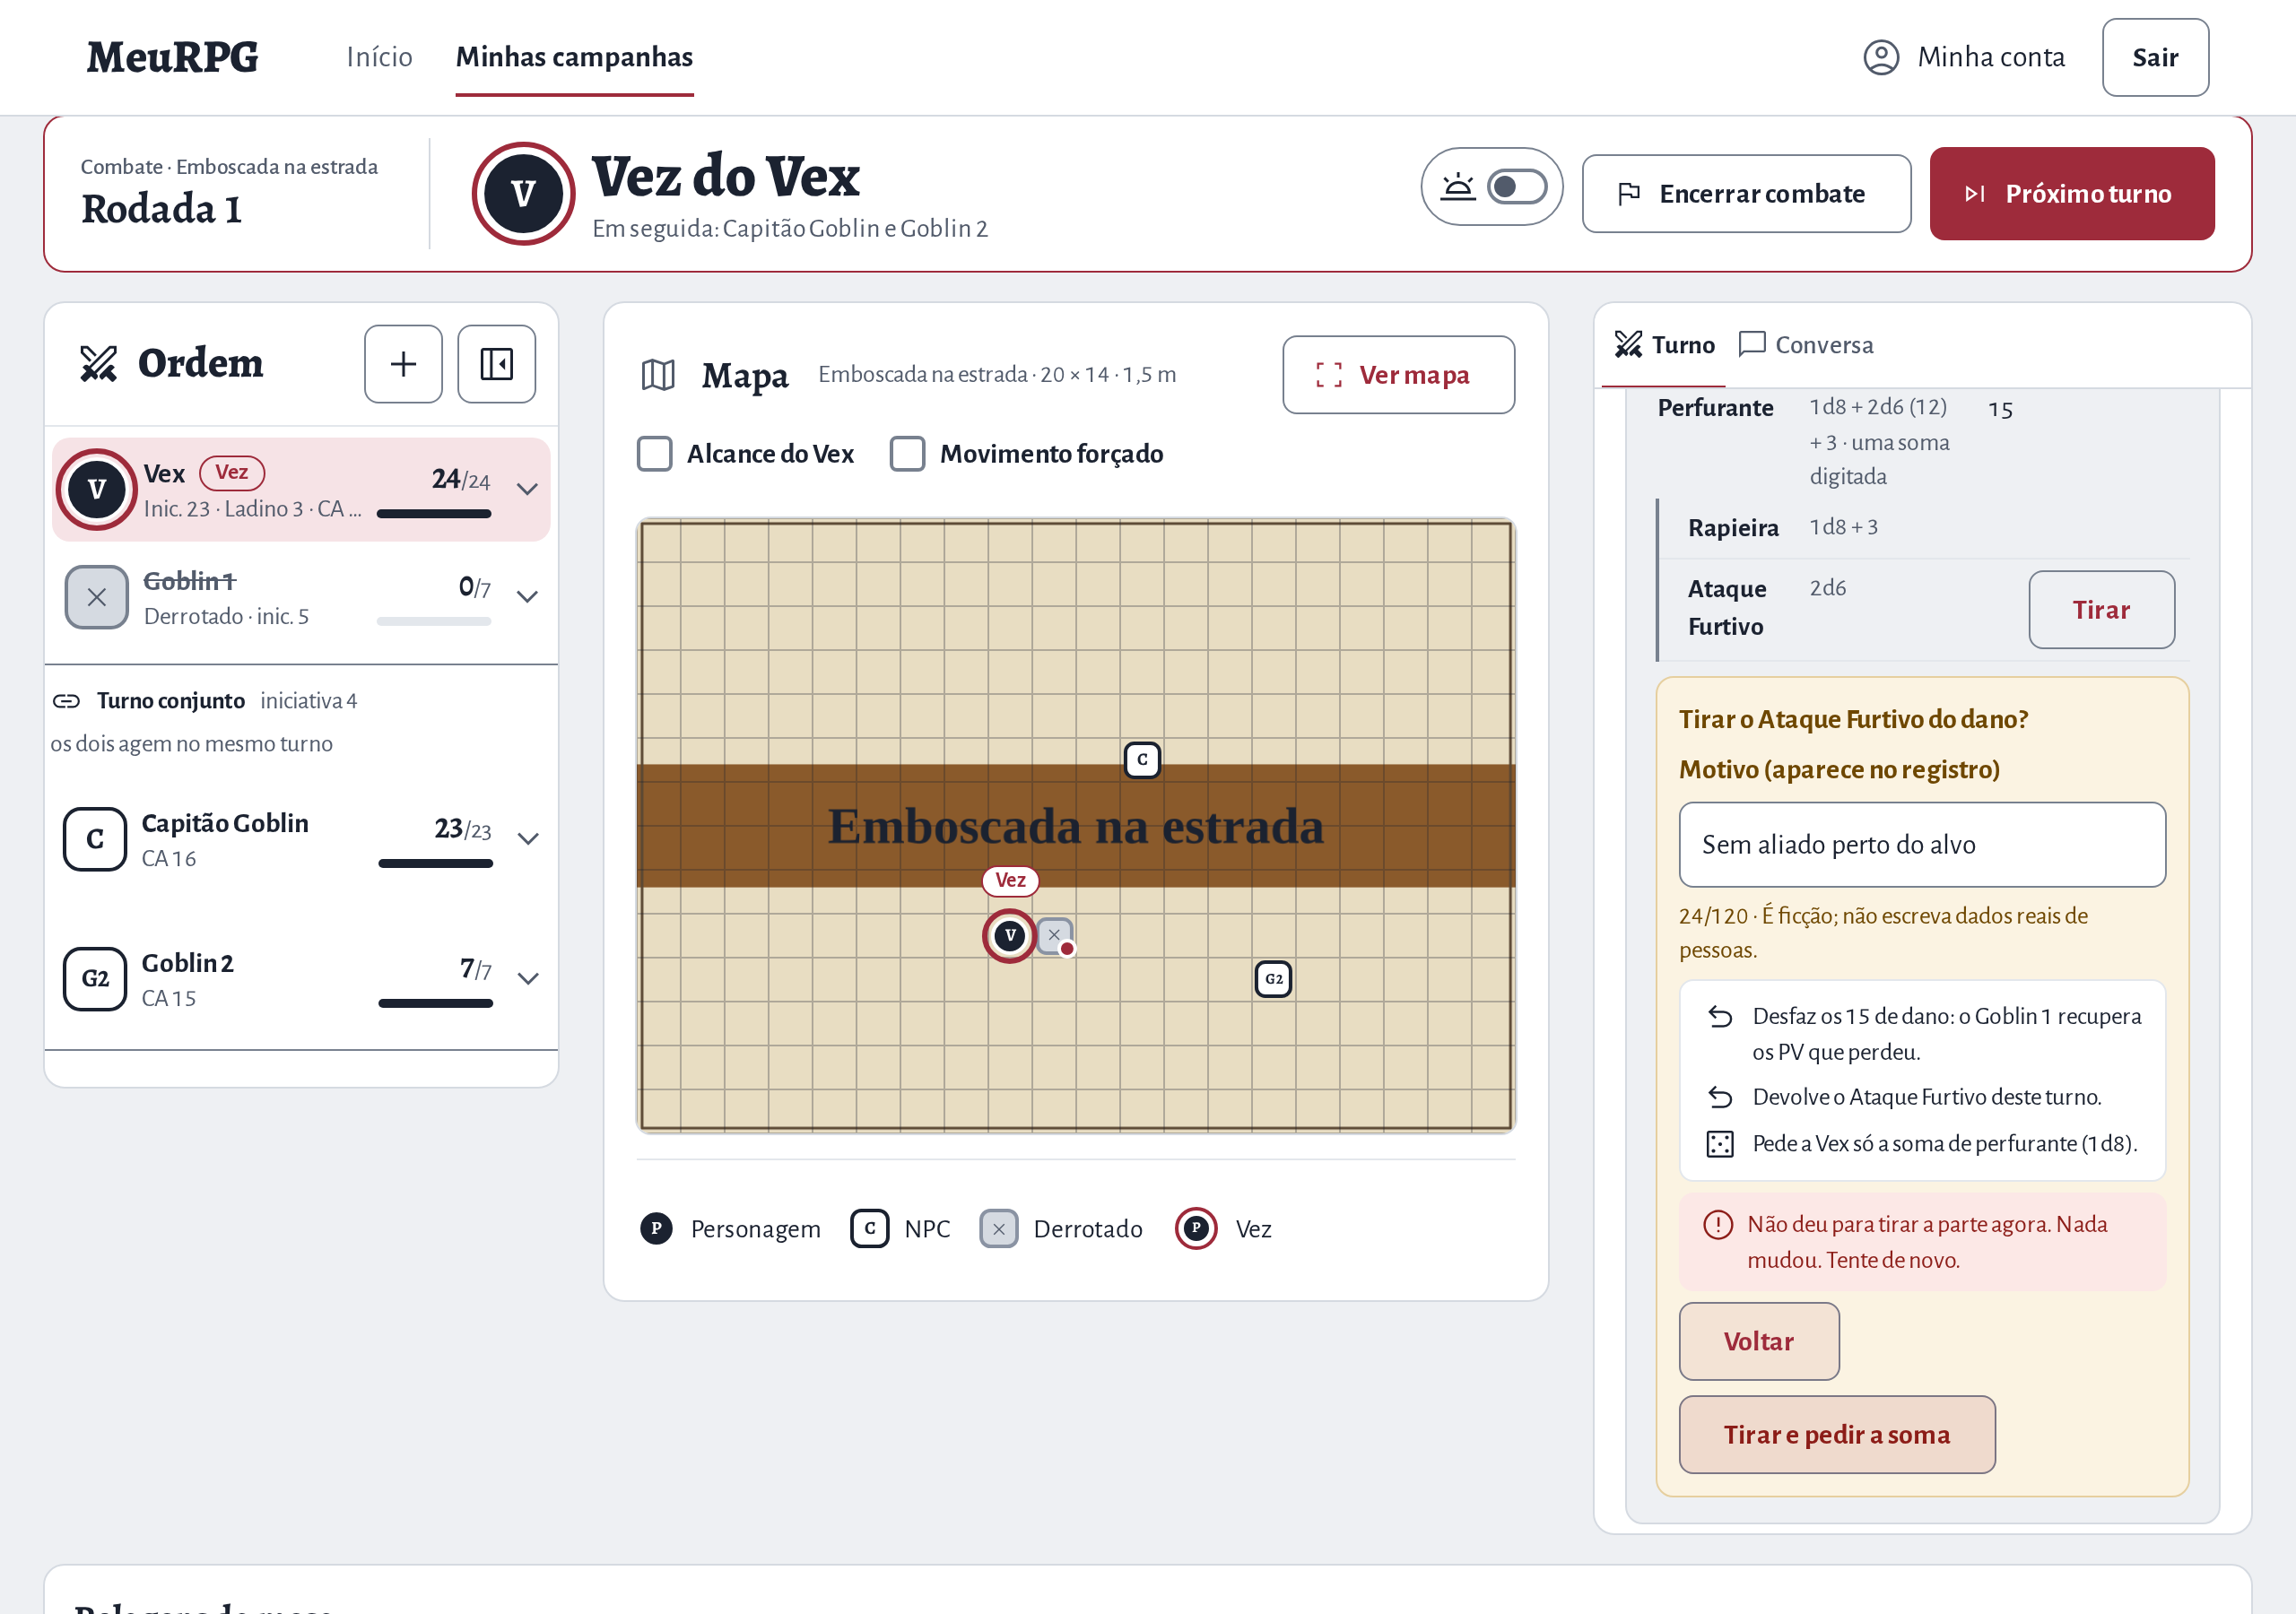 MeuRPG
Início
Minhas campanhas
Minha conta
Sair
Combate · Emboscada na estrada
Rodada 1
V
Vez do Vex
Em seguida: Capitão Goblin e Goblin 2
Encerrar combate
Próximo turno
Ordem
V
Vex
Vez
24/24
Inic. 23 · Ladino 3 · CA ...
Goblin 1
0/7
Derrotado · inic. 5
Turno conjunto
iniciativa 4
os dois agem no mesmo turno
C
Capitão Goblin
23/23
CA 16
G2
Goblin 2
7/7
CA 15
Mapa
Emboscada na estrada · 20 × 14 · 1,5 m
Ver mapa
Alcance do Vex
Movimento forçado
C
Emboscada na estrada
Vez
V
G2
P
Personagem
C
NPC
Derrotado
P
Vez
Turno
Conversa
Perfurante
1d8 + 2d6 (12)
15
+ 3 · uma soma
digitada
Rapieira
1d8 + 3
Ataque
Furtivo
2d6
Tirar
Tirar o Ataque Furtivo do dano?
Motivo (aparece no registro)
Sem aliado perto do alvo
24/120 · É ficção; não escreva dados reais de
pessoas.
Desfaz os 15 de dano: o Goblin 1 recupera
os PV que perdeu.
Devolve o Ataque Furtivo deste turno.
Pede a Vex só a soma de perfurante (1d8).
Não deu para tirar a parte agora. Nada
mudou. Tente de novo.
Voltar
Tirar e pedir a soma